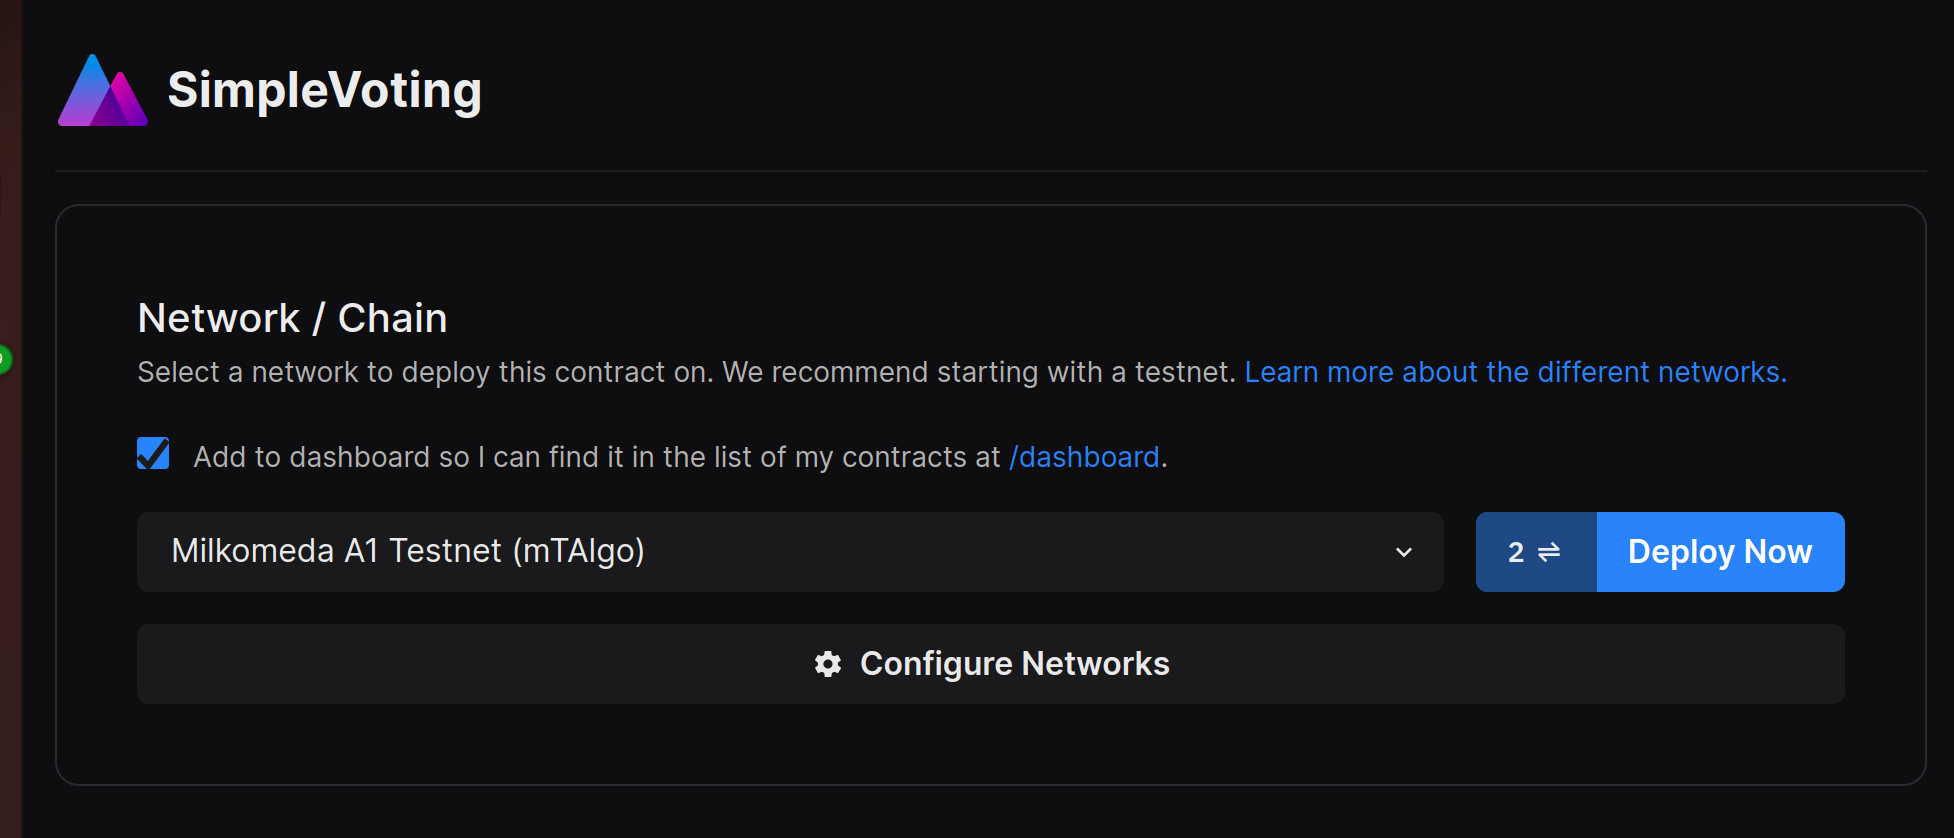 SimpleVoting
Network / Chain
Select a network to deploy this contract on. We recommend starting with a testnet. Learn more about the different networks.
Add to dashboard so I can find it in the list of my contracts at /dashboard.
Milkomeda A1 Testnet (mTAlgo)
2 ⇌ Deploy Now
Configure Networks